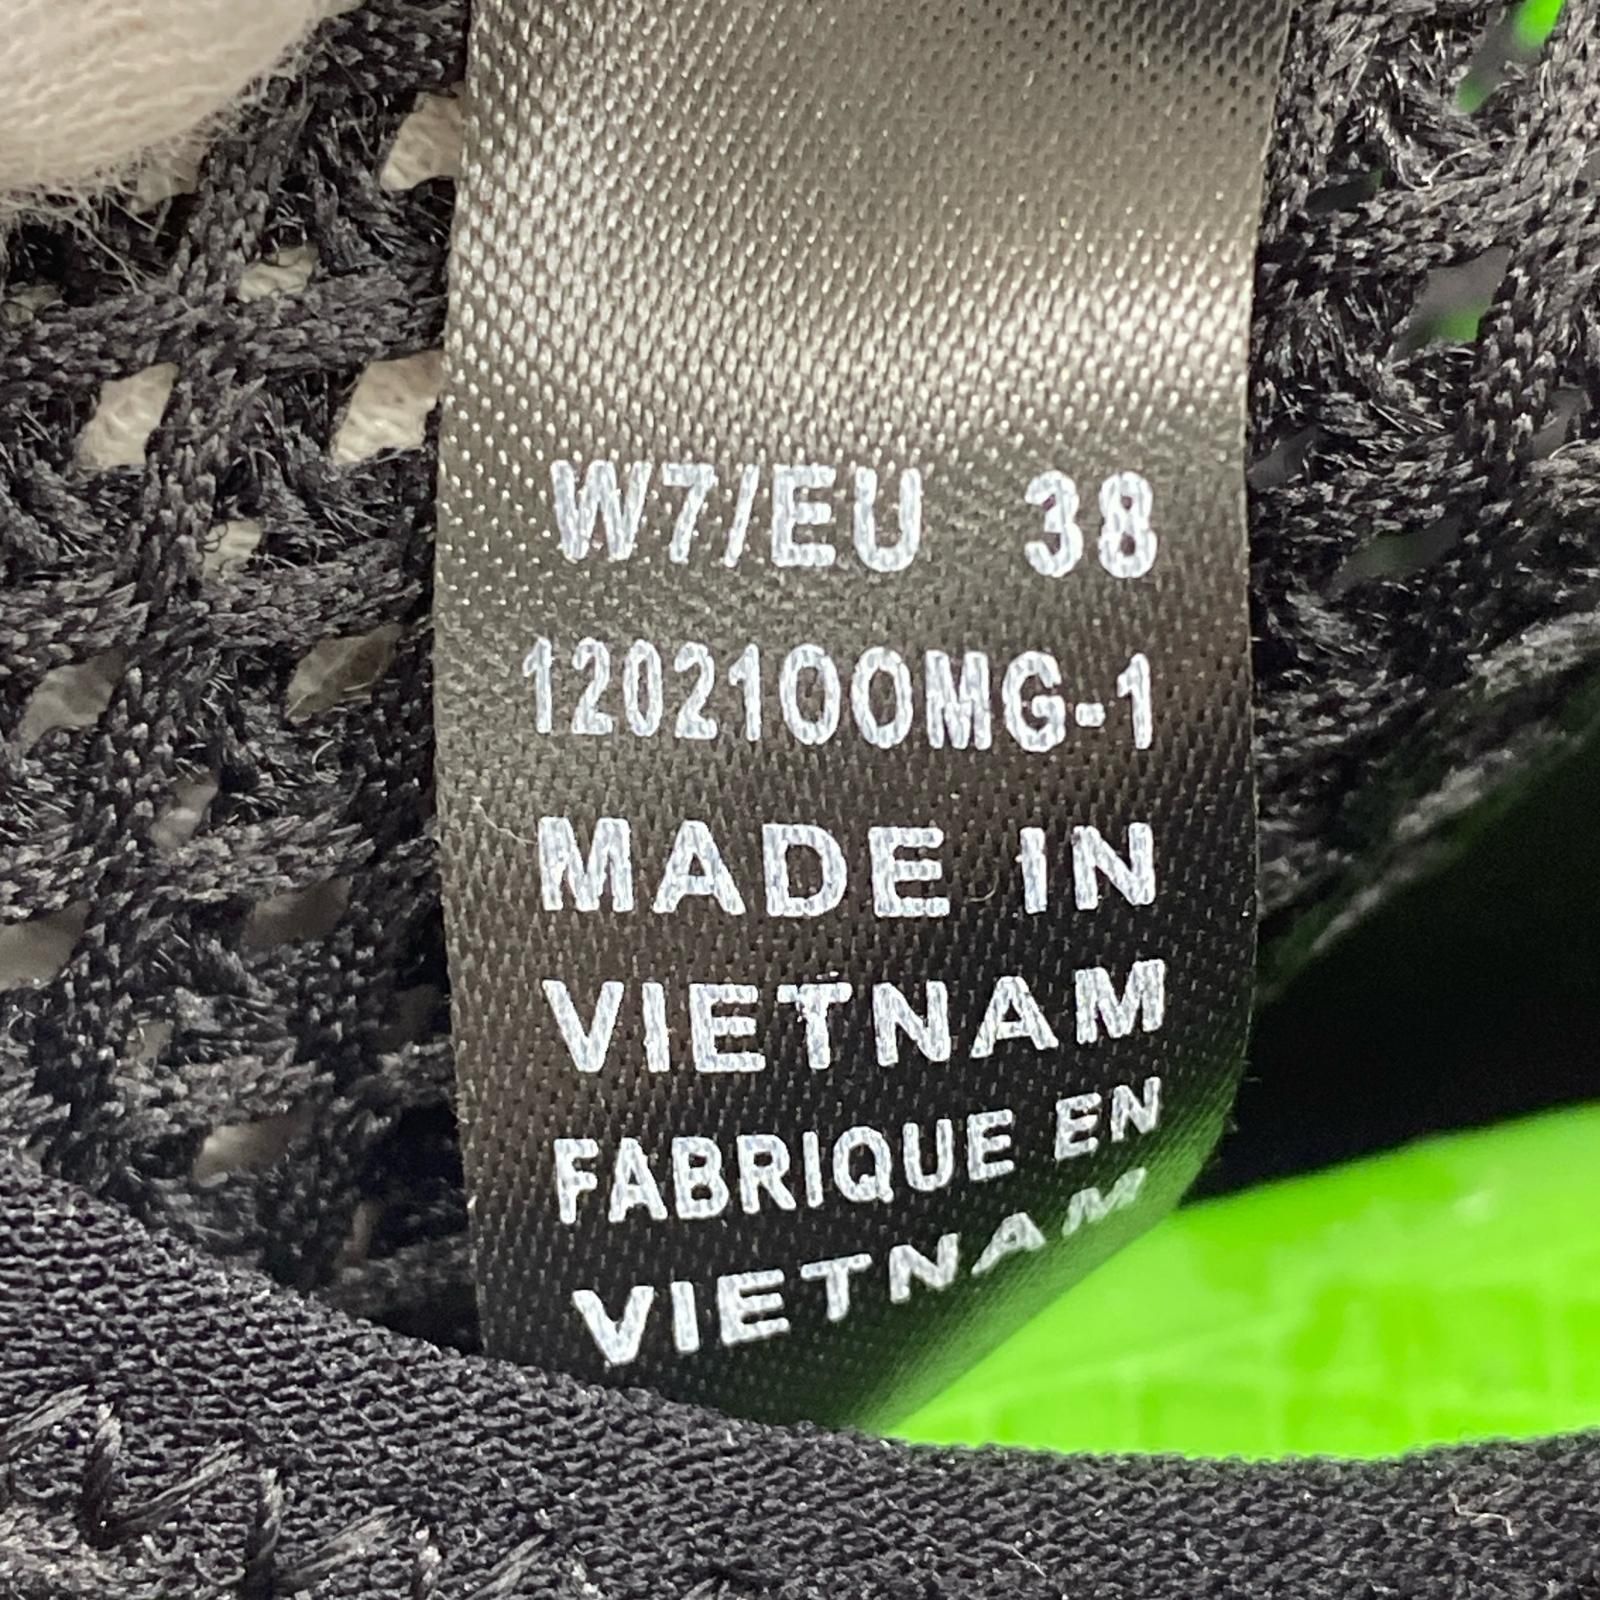 W7/EU 38
120210OMG-1
MADE IN
VIETNAM
FABRIQUE EN
VIETNAM